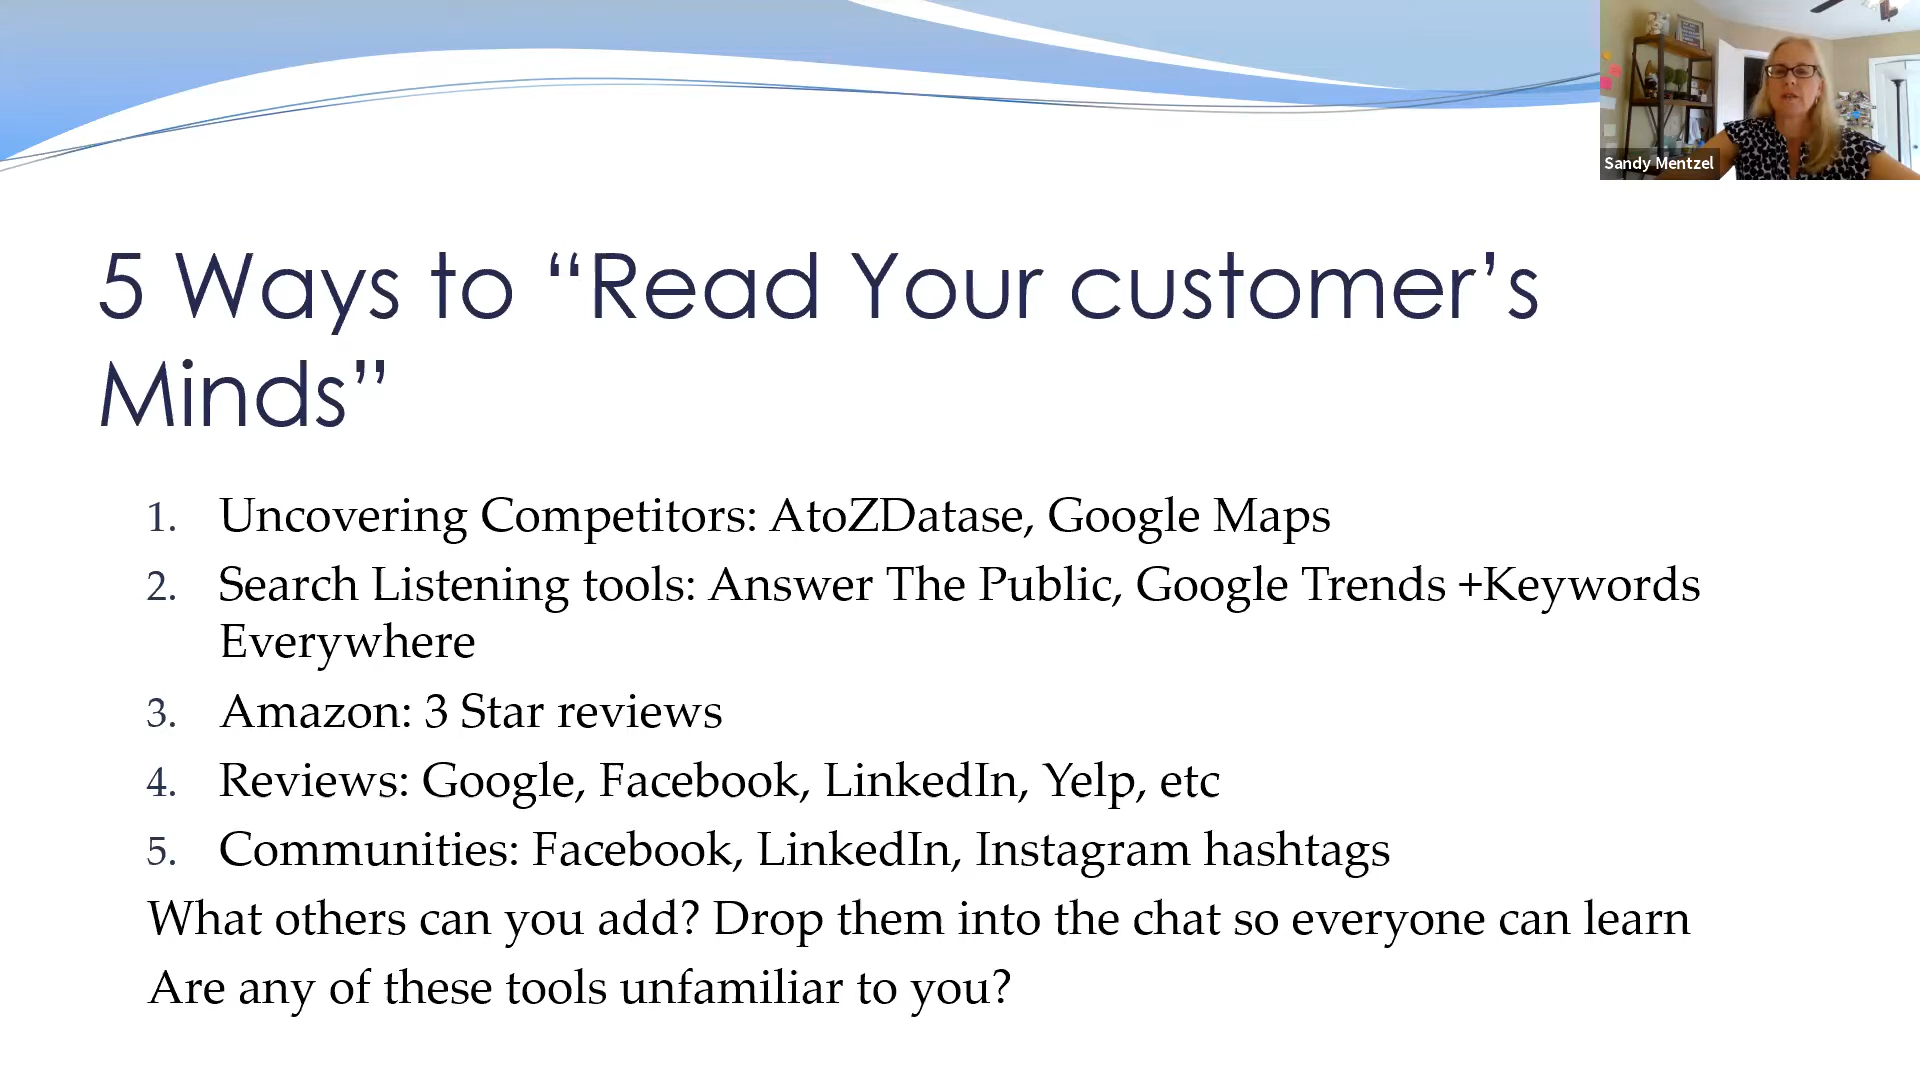 Sandy Mentzel
5 Ways to “Read Your customer’s
Minds”
1. Uncovering Competitors: AtoZDatase, Google Maps
2. Search Listening tools: Answer The Public, Google Trends +Keywords
Everywhere
3. Amazon: 3 Star reviews
4. Reviews: Google, Facebook, LinkedIn, Yelp, etc
5. Communities: Facebook, LinkedIn, Instagram hashtags
What others can you add? Drop them into the chat so everyone can learn
Are any of these tools unfamiliar to you?